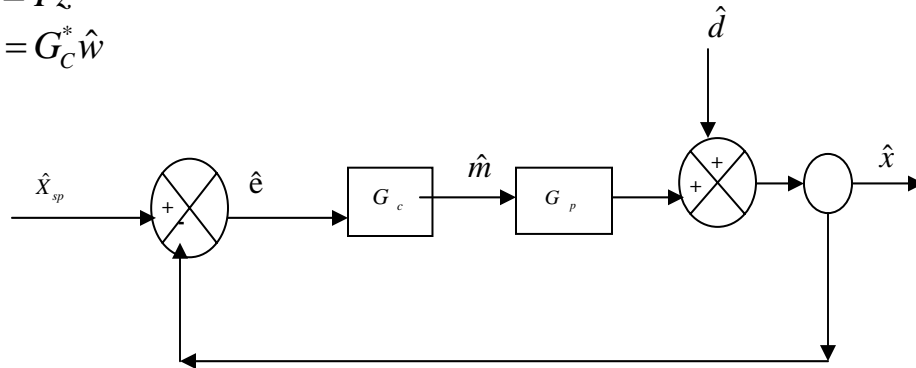 = G_C^* ŵ
d̂
X̂_sp
+
-
ê
G_c
m̂
G_p
+
+
x̂